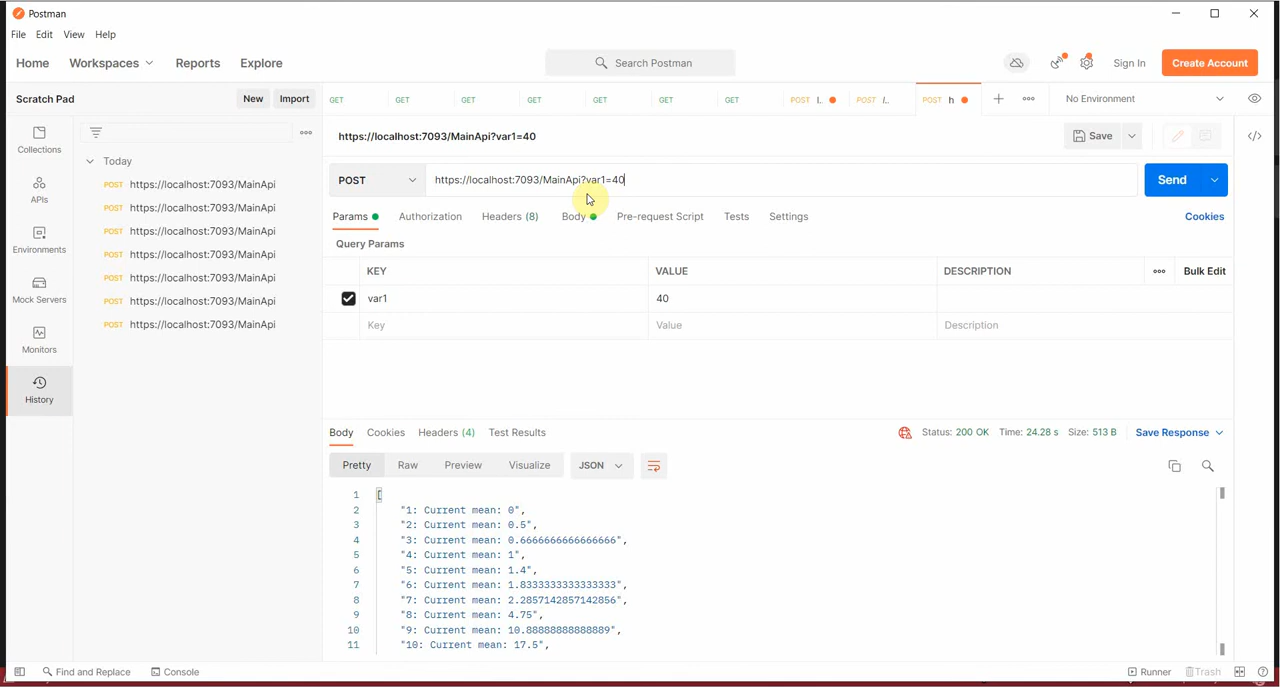 Postman
File Edit View Help
Home Workspaces Reports Explore Search Postman Sign In Create Account
Scratch Pad New Import GET GET GET GET GET GET GET POST l.. POST /.. POST h No Environment
https://localhost:7093/MainApi?var1=40 Save
Collections
Today
POST https://localhost:7093/MainApi
POST https://localhost:7093/MainApi
POST https://localhost:7093/MainApi
POST https://localhost:7093/MainApi
POST https://localhost:7093/MainApi
POST https://localhost:7093/MainApi
POST https://localhost:7093/MainApi
APIs
Environments
Mock Servers
Monitors
History
POST https://localhost:7093/MainApi?var1=40 Send
Params Authorization Headers (8) Body Pre-request Script Tests Settings Cookies
Query Params
KEY VALUE DESCRIPTION Bulk Edit
var1 40
Key Value Description
Body Cookies Headers (4) Test Results Status: 200 OK Time: 24.28 s Size: 513 B Save Response
Pretty Raw Preview Visualize JSON
1 [
2 "1: Current mean: 0",
3 "2: Current mean: 0.5",
4 "3: Current mean: 0.6666666666666666",
5 "4: Current mean: 1",
6 "5: Current mean: 1.4",
7 "6: Current mean: 1.8333333333333333",
8 "7: Current mean: 2.2857142857142856",
9 "8: Current mean: 4.75",
10 "9: Current mean: 10.88888888888889",
11 "10: Current mean: 17.5",
Find and Replace Console Runner Trash